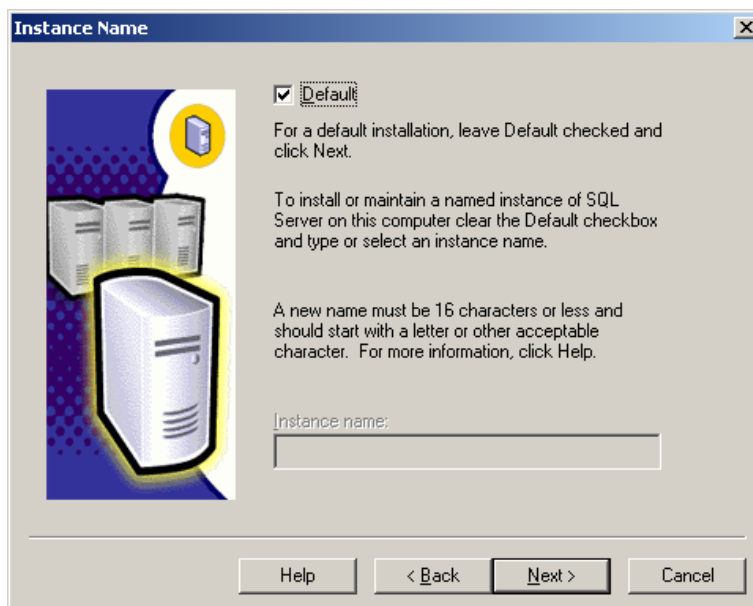 Instance Name
Default
For a default installation, leave Default checked and
click Next.
To install or maintain a named instance of SQL
Server on this computer clear the Default checkbox
and type or select an instance name.
A new name must be 16 characters or less and
should start with a letter or other acceptable
character.  For more information, click Help.
Instance name:
Help
< Back
Next >
Cancel